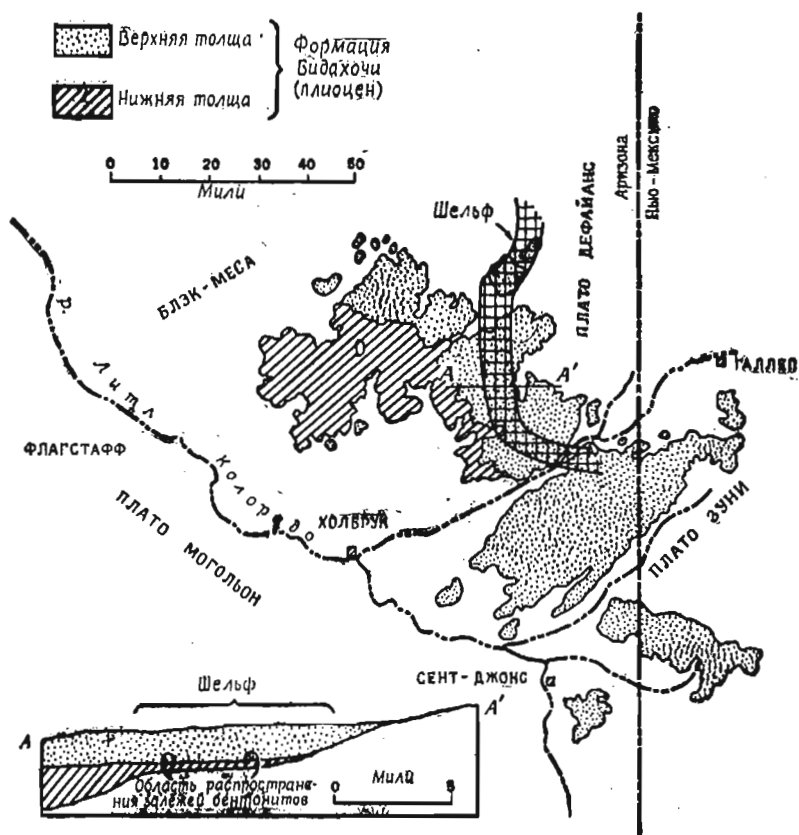 Верхняя толща
Нижняя толща
Формация
Бидахочи
(плиоцен)
0 10 20 30 40 50
Мили
Аризона
Нью-Мексико
Шельф
ПЛАТО ДЕФАЙАНС
БЛЭК-МЕСА
р. Литл Колорадо
А А'
ГАЛЛЕП
ФЛАГСТАФФ
ПЛАТО МОГОЛЬОН
ХОЛБРУК
ПЛАТО ЗУНИ
СЕНТ-ДЖОНС
Шельф
А А'
Область распростране-
ния залежей бентонитов
0 Мили 5